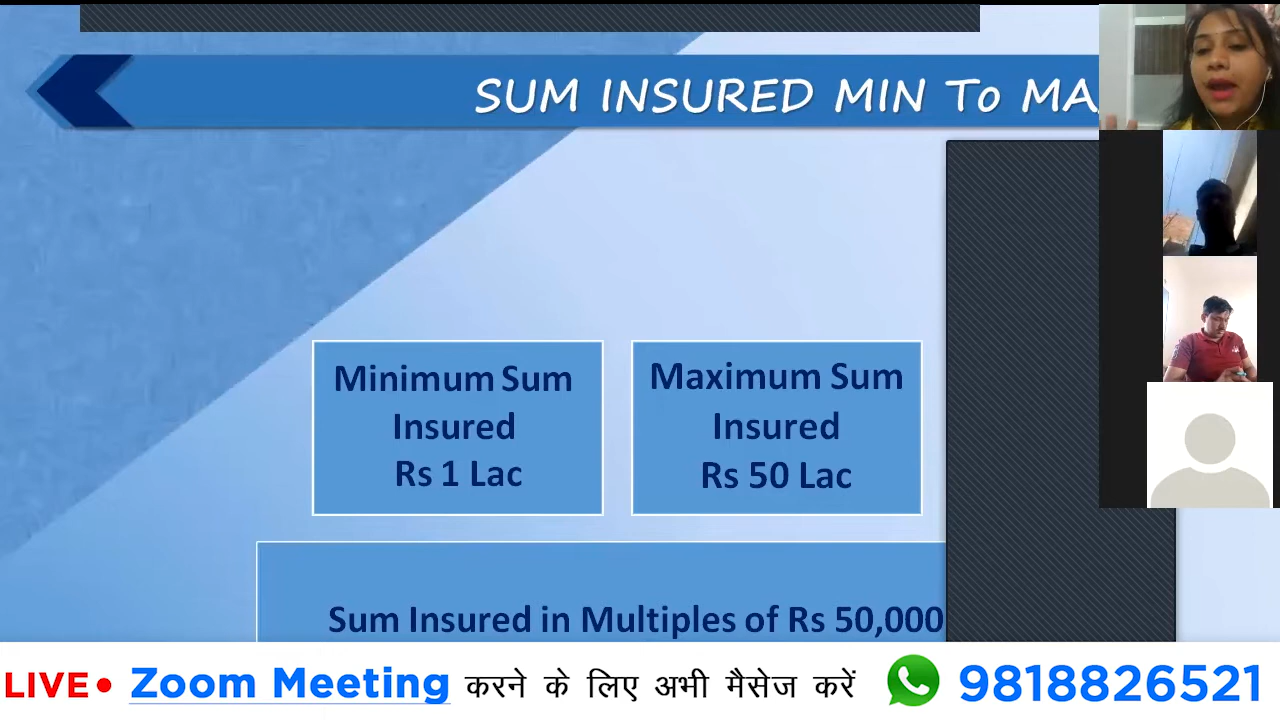 SUM INSURED MIN To MA
Minimum Sum
Insured
Rs 1 Lac
Maximum Sum
Insured
Rs 50 Lac
Sum Insured in Multiples of Rs 50,000
LIVE• Zoom Meeting करने के लिए अभी मैसेज करें 9818826521